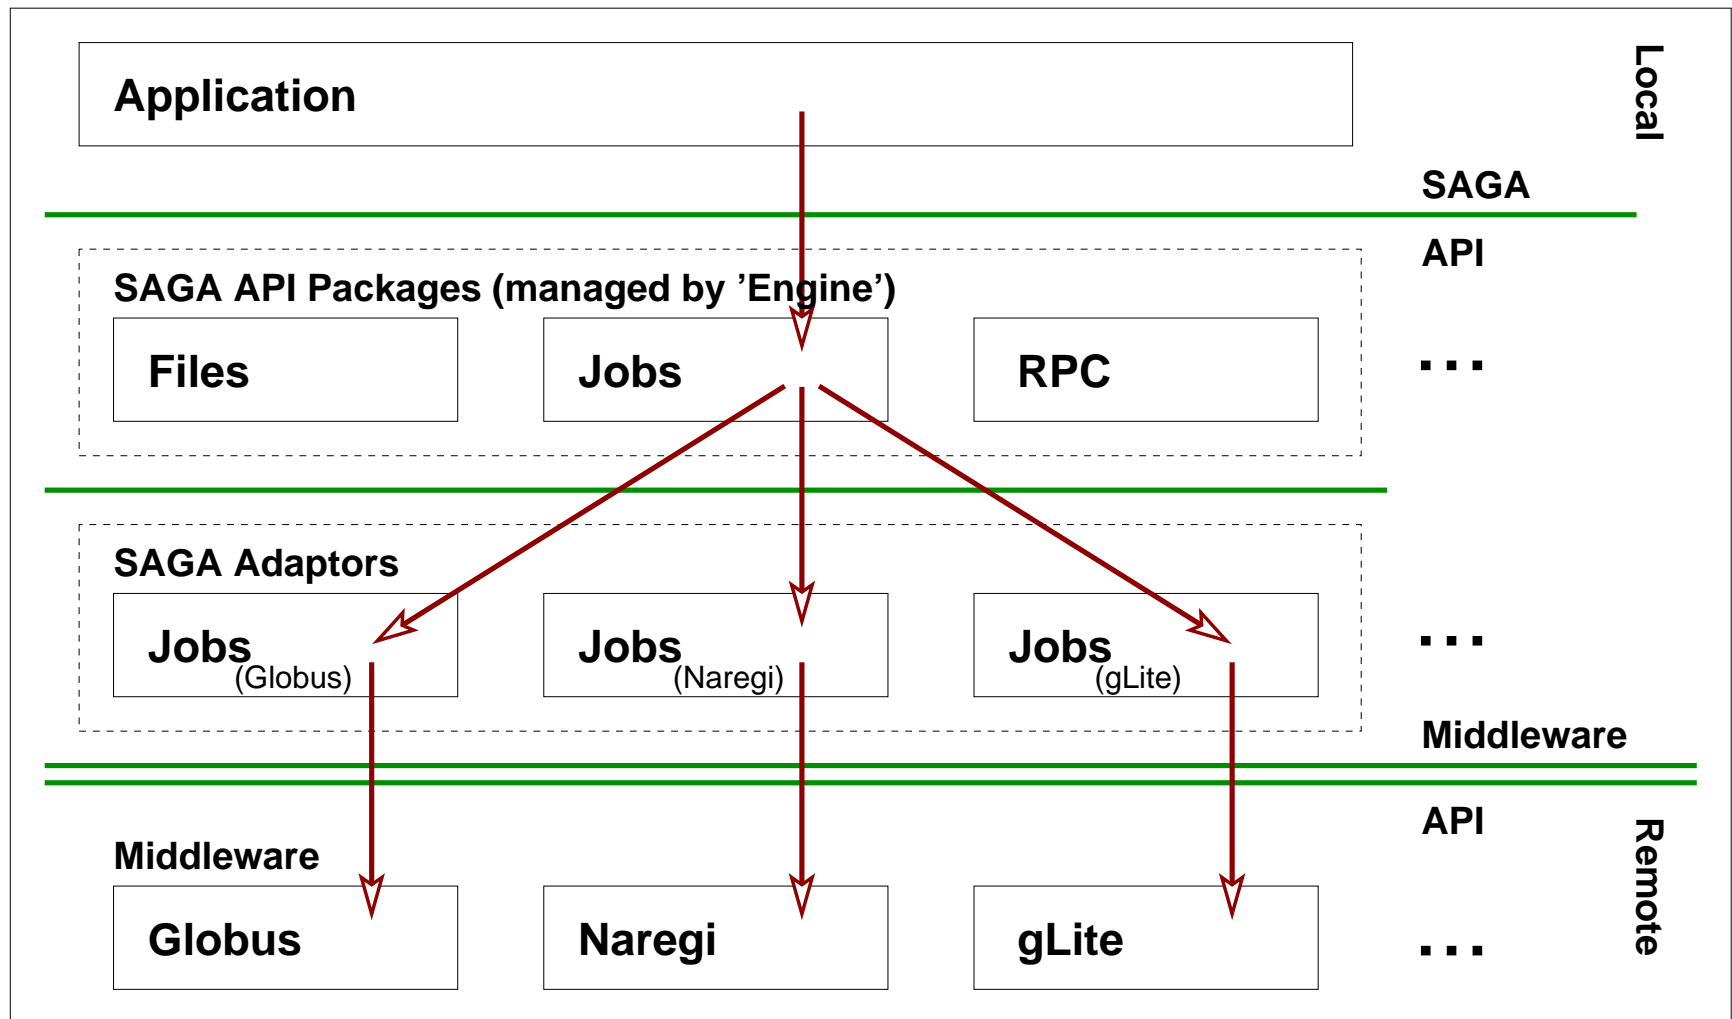 Application
Local
SAGA
API
SAGA API Packages (managed by ’Engine’)
Files
Jobs
RPC
...
SAGA Adaptors
Jobs
(Globus)
Jobs
(Naregi)
Jobs
(gLite)
...
Middleware
API
Remote
Middleware
Globus
Naregi
gLite
...